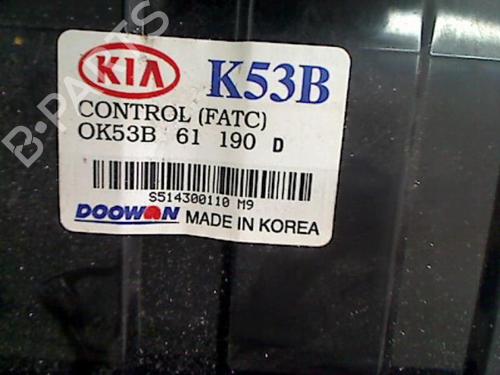 KIA K53B
CONTROL (FATC)
OK53B 61 190 D
S514300110 M9
DOOWON MADE IN KOREA
B-PARTS